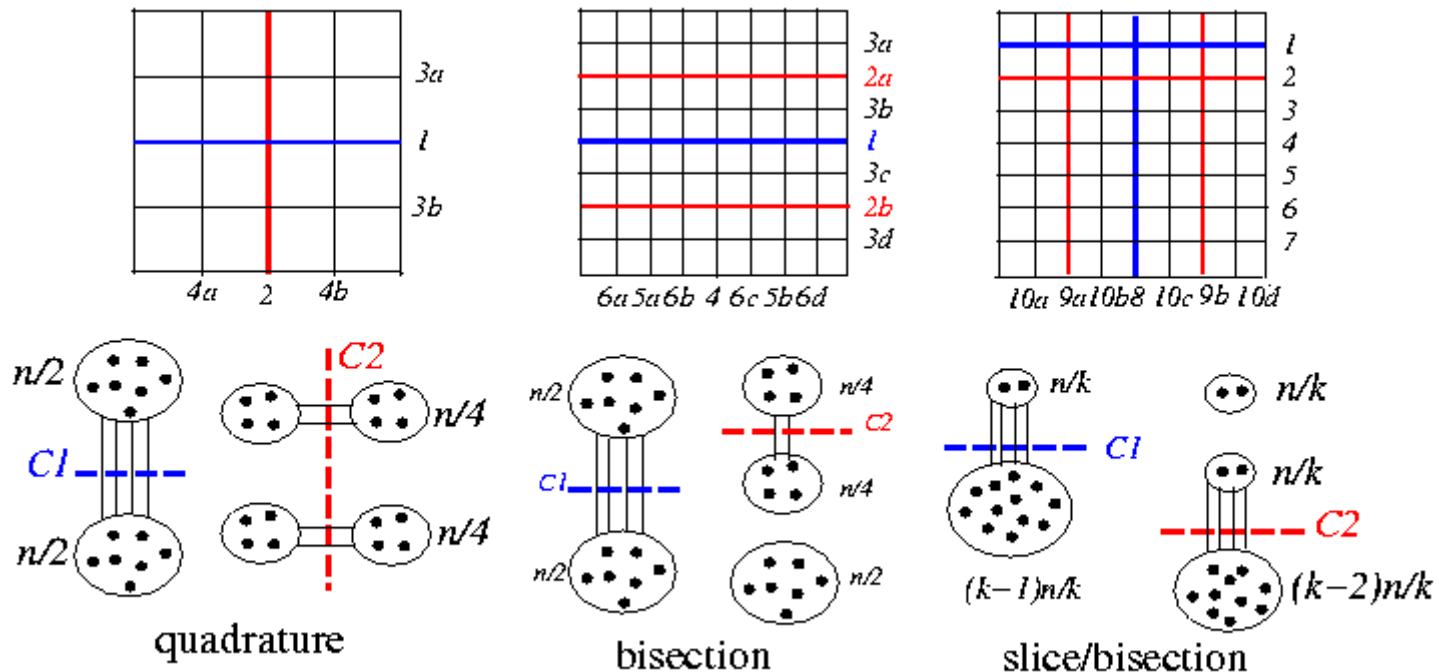 3a
1
3b
4a 2 4b
3a
2a
3b
1
3c
2b
3d
6a 5a 6b 4 6c 5b 6d
1
2
3
4
5
6
7
10a 9a 10b 8 10c 9b 10d
n/2
C1
n/2
C2
n/4
n/4
quadrature
n/2
C1
n/2
n/4
C2
n/4
n/2
bisection
n/k
C1
(k-1)n/k
n/k
n/k
C2
(k-2)n/k
slice/bisection